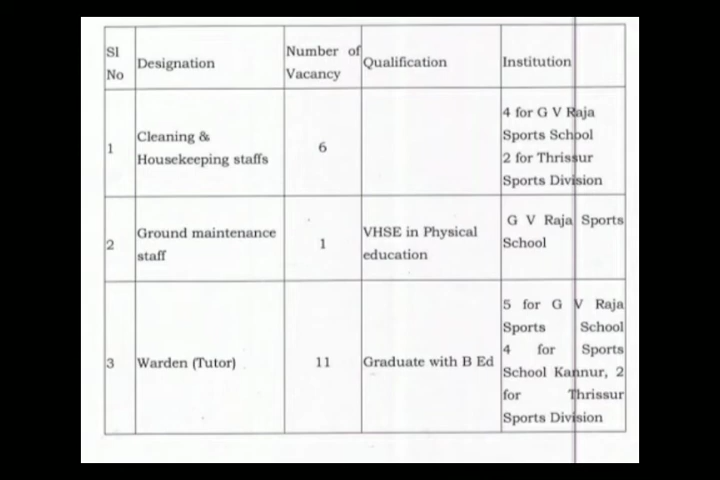 Sl No Designation Number of Vacancy Qualification Institution
1 Cleaning & Housekeeping staffs 6 4 for G V Raja Sports School 2 for Thrissur Sports Division
2 Ground maintenance staff 1 VHSE in Physical education G V Raja Sports School
3 Warden (Tutor) 11 Graduate with B Ed 5 for G V Raja Sports School 4 for Sports School Kannur, 2 for Thrissur Sports Division